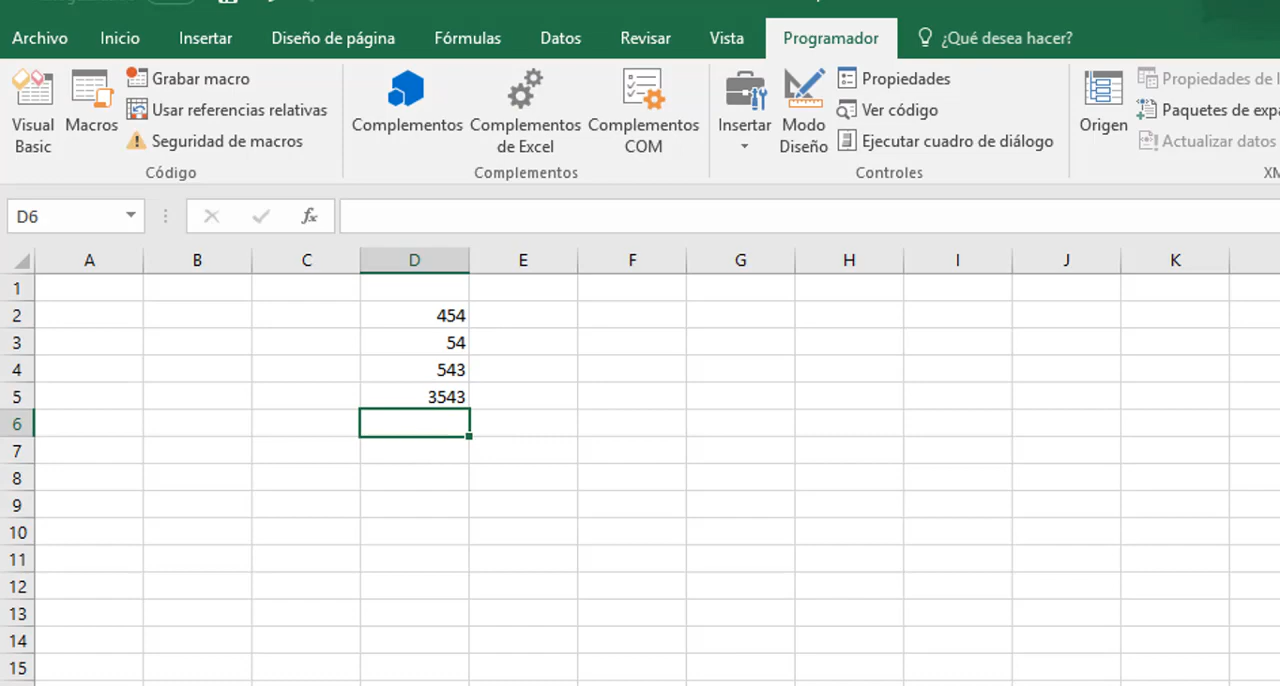 Archivo Inicio Insertar Diseño de página Fórmulas Datos Revisar Vista Programador ¿Qué desea hacer?
Visual Basic
Macros
Grabar macro
Usar referencias relativas
Seguridad de macros
Código
Complementos
Complementos de Excel
Complementos COM
Complementos
Insertar
Modo Diseño
Propiedades
Ver código
Ejecutar cuadro de diálogo
Controles
Origen
Propiedades de
Paquetes de
Actualizar datos
D6 fx
A B C D E F G H I J K
1
2 454
3 54
4 543
5 3543
6
7
8
9
10
11
12
13
14
15